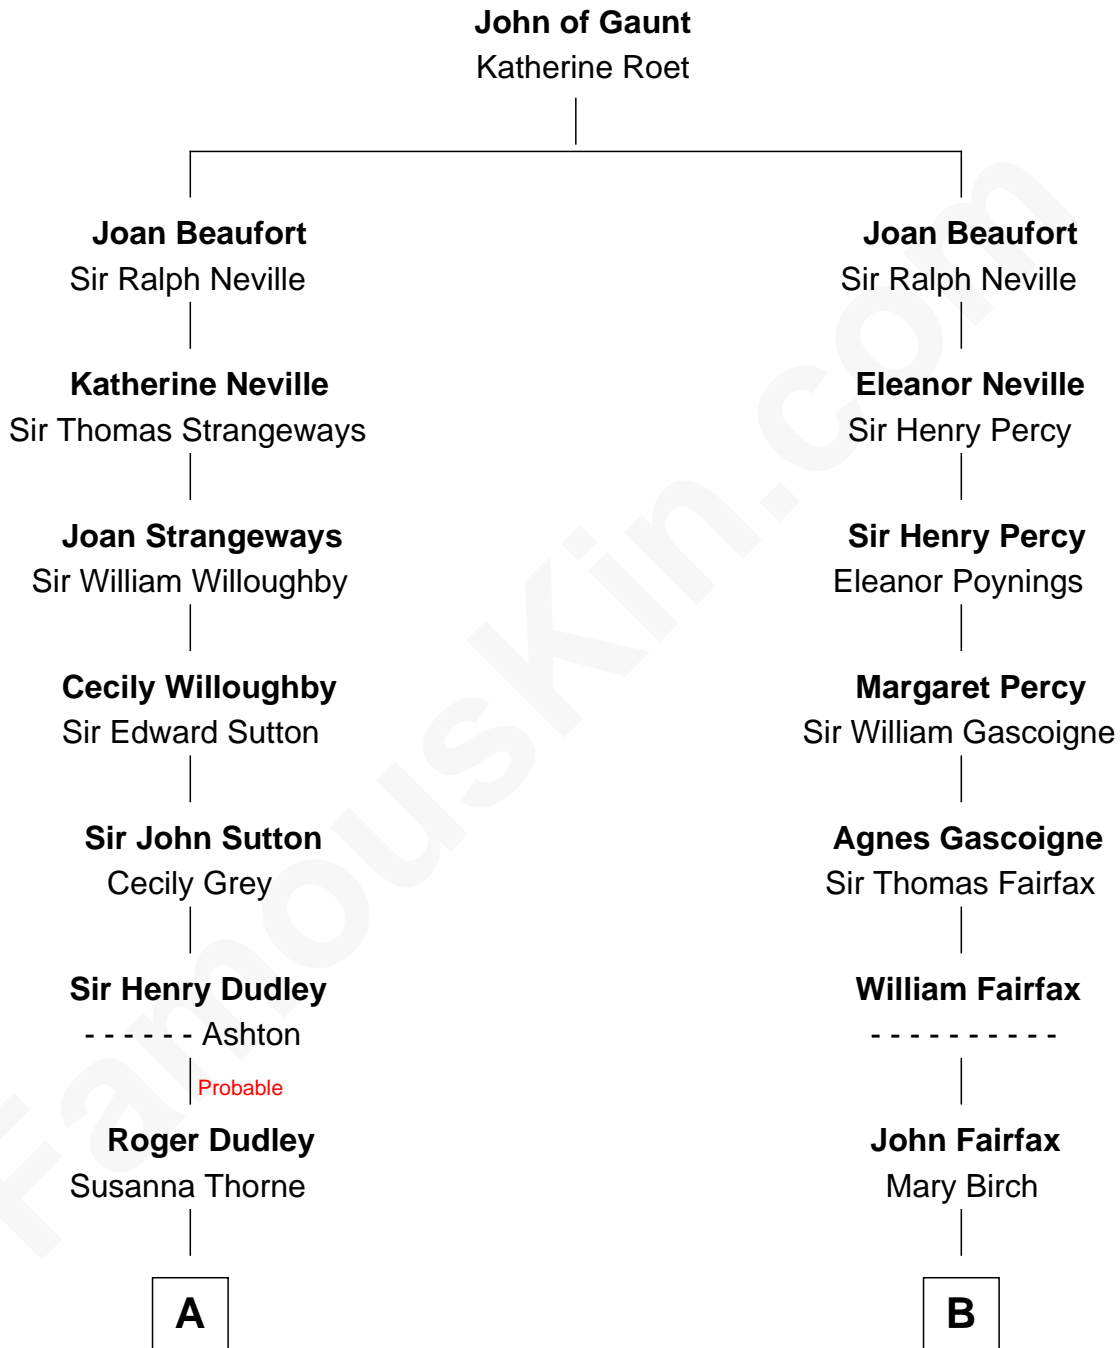 John of Gaunt
Katherine Roet
Joan Beaufort
Sir Ralph Neville
Katherine Neville
Sir Thomas Strangeways
Joan Strangeways
Sir William Willoughby
Cecily Willoughby
Sir Edward Sutton
Sir John Sutton
Cecily Grey
Sir Henry Dudley
- - - - - - Ashton
Probable
Roger Dudley
Susanna Thorne
A
Joan Beaufort
Sir Ralph Neville
Eleanor Neville
Sir Henry Percy
Sir Henry Percy
Eleanor Poynings
Margaret Percy
Sir William Gascoigne
Agnes Gascoigne
Sir Thomas Fairfax
William Fairfax
- - - - - - - - - -
John Fairfax
Mary Birch
B
FamousKin.com